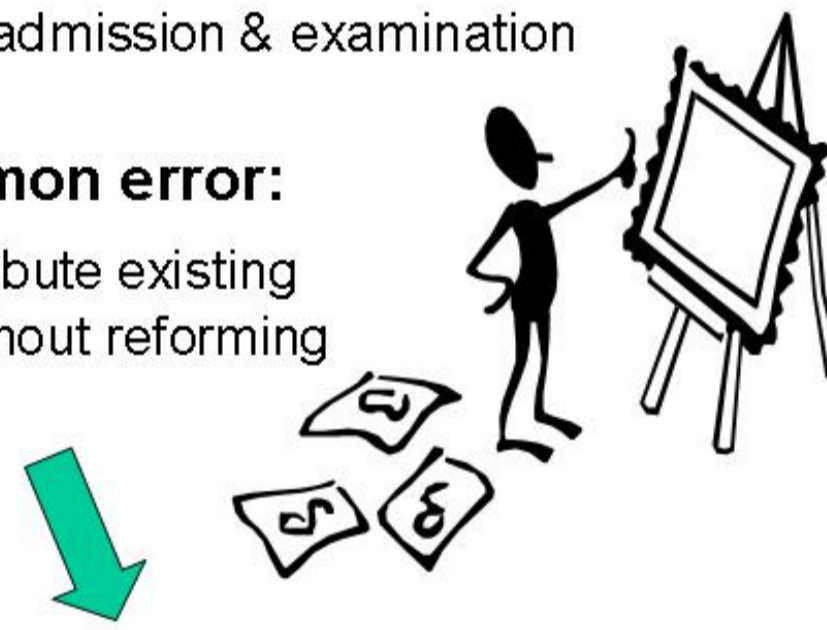 admission & examination
mon error:
bute existing
hout reforming